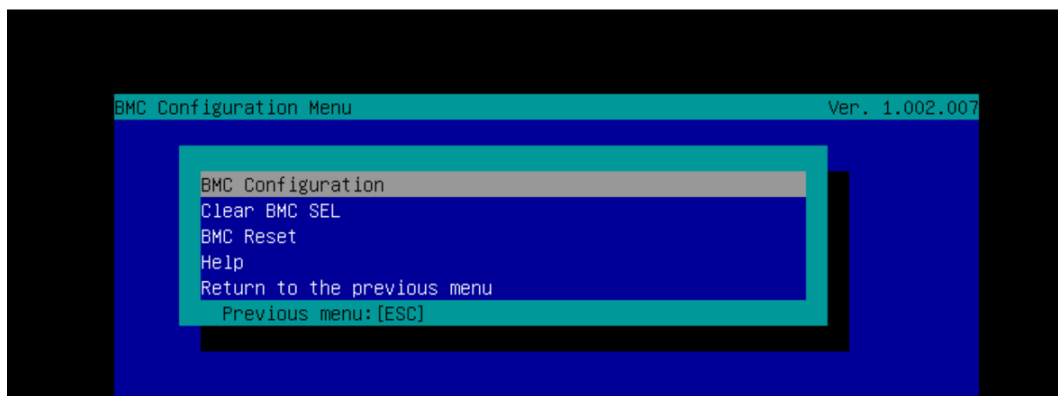 BMC Configuration Menu Ver. 1.002.007
BMC Configuration
Clear BMC SEL
BMC Reset
Help
Return to the previous menu
Previous menu:[ESC]